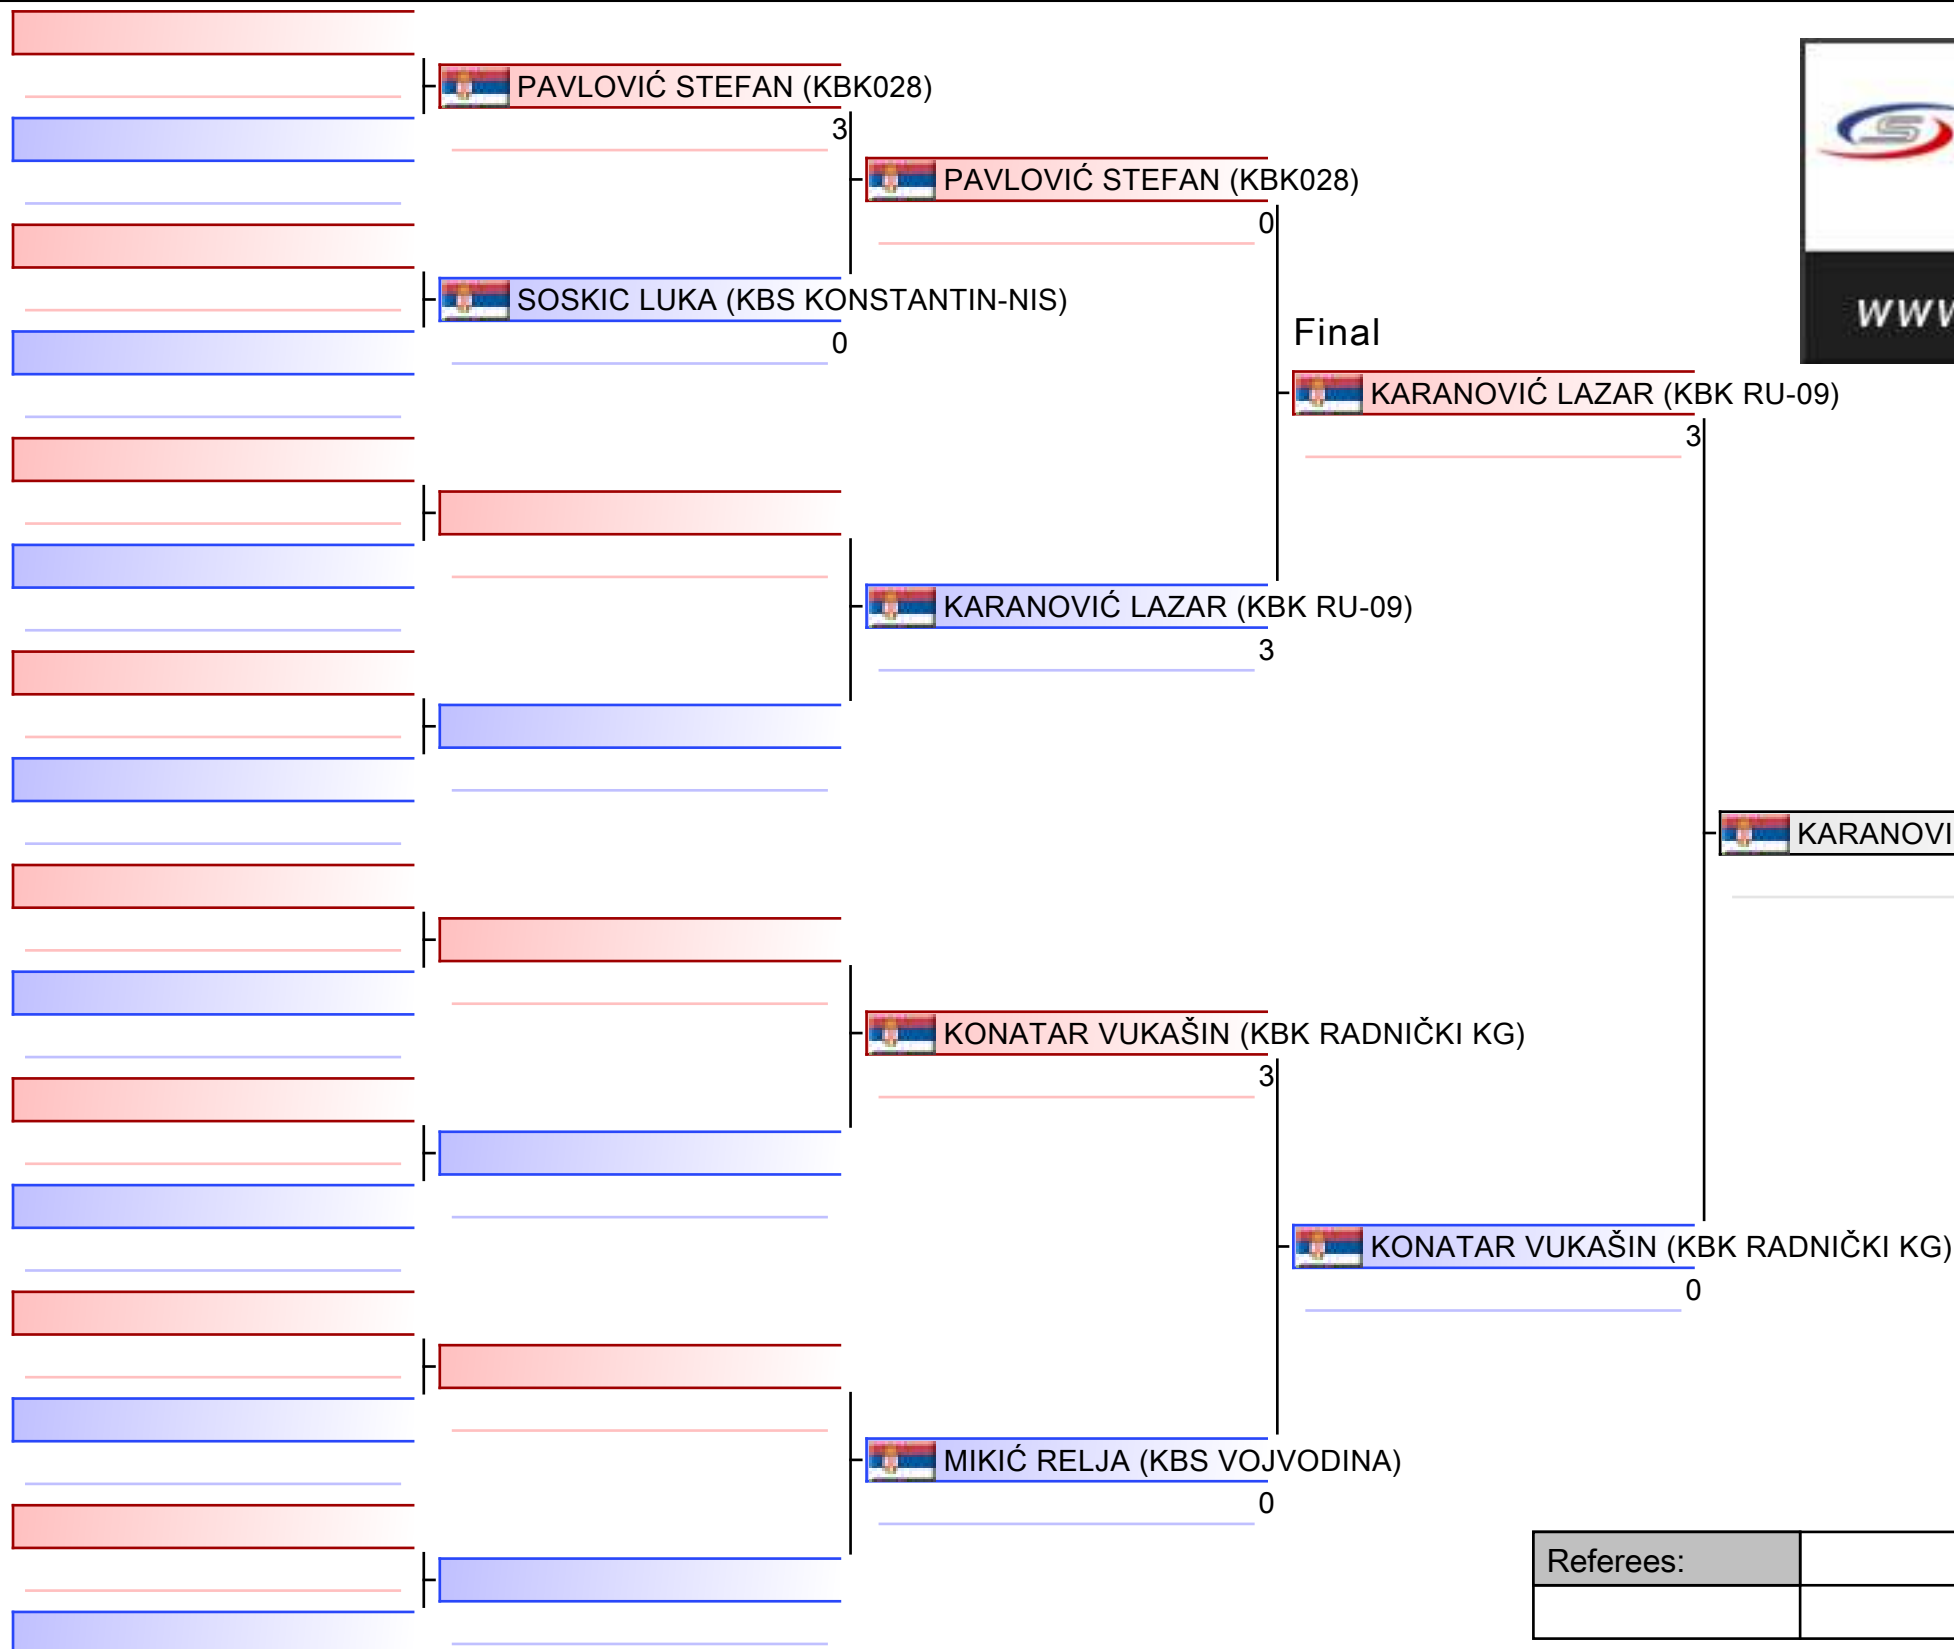 PAVLOVIĆ STEFAN (KBK028)
3
PAVLOVIĆ STEFAN (KBK028)
0
SOSKIC LUKA (KBS KONSTANTIN-NIS)
0
Final
KARANOVIĆ LAZAR (KBK RU-09)
3
KARANOVIĆ LAZAR (KBK RU-09)
3
KARANOVI
KONATAR VUKAŠIN (KBK RADNIČKI KG)
3
KONATAR VUKAŠIN (KBK RADNIČKI KG)
0
MIKIĆ RELJA (KBS VOJVODINA)
0
Referees: